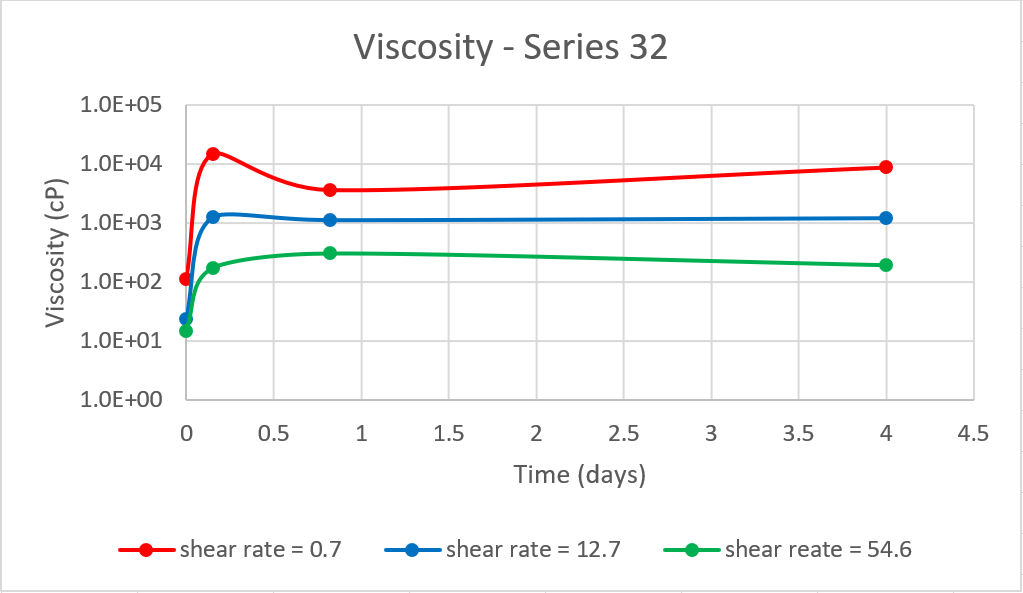 Viscosity - Series 32
1.0E+05
1.0E+04
1.0E+03
1.0E+02
1.0E+01
1.0E+00
Viscosity (cP)
0 0.5 1 1.5 2 2.5 3 3.5 4 4.5
Time (days)
shear rate = 0.7 shear rate = 12.7 shear reate = 54.6